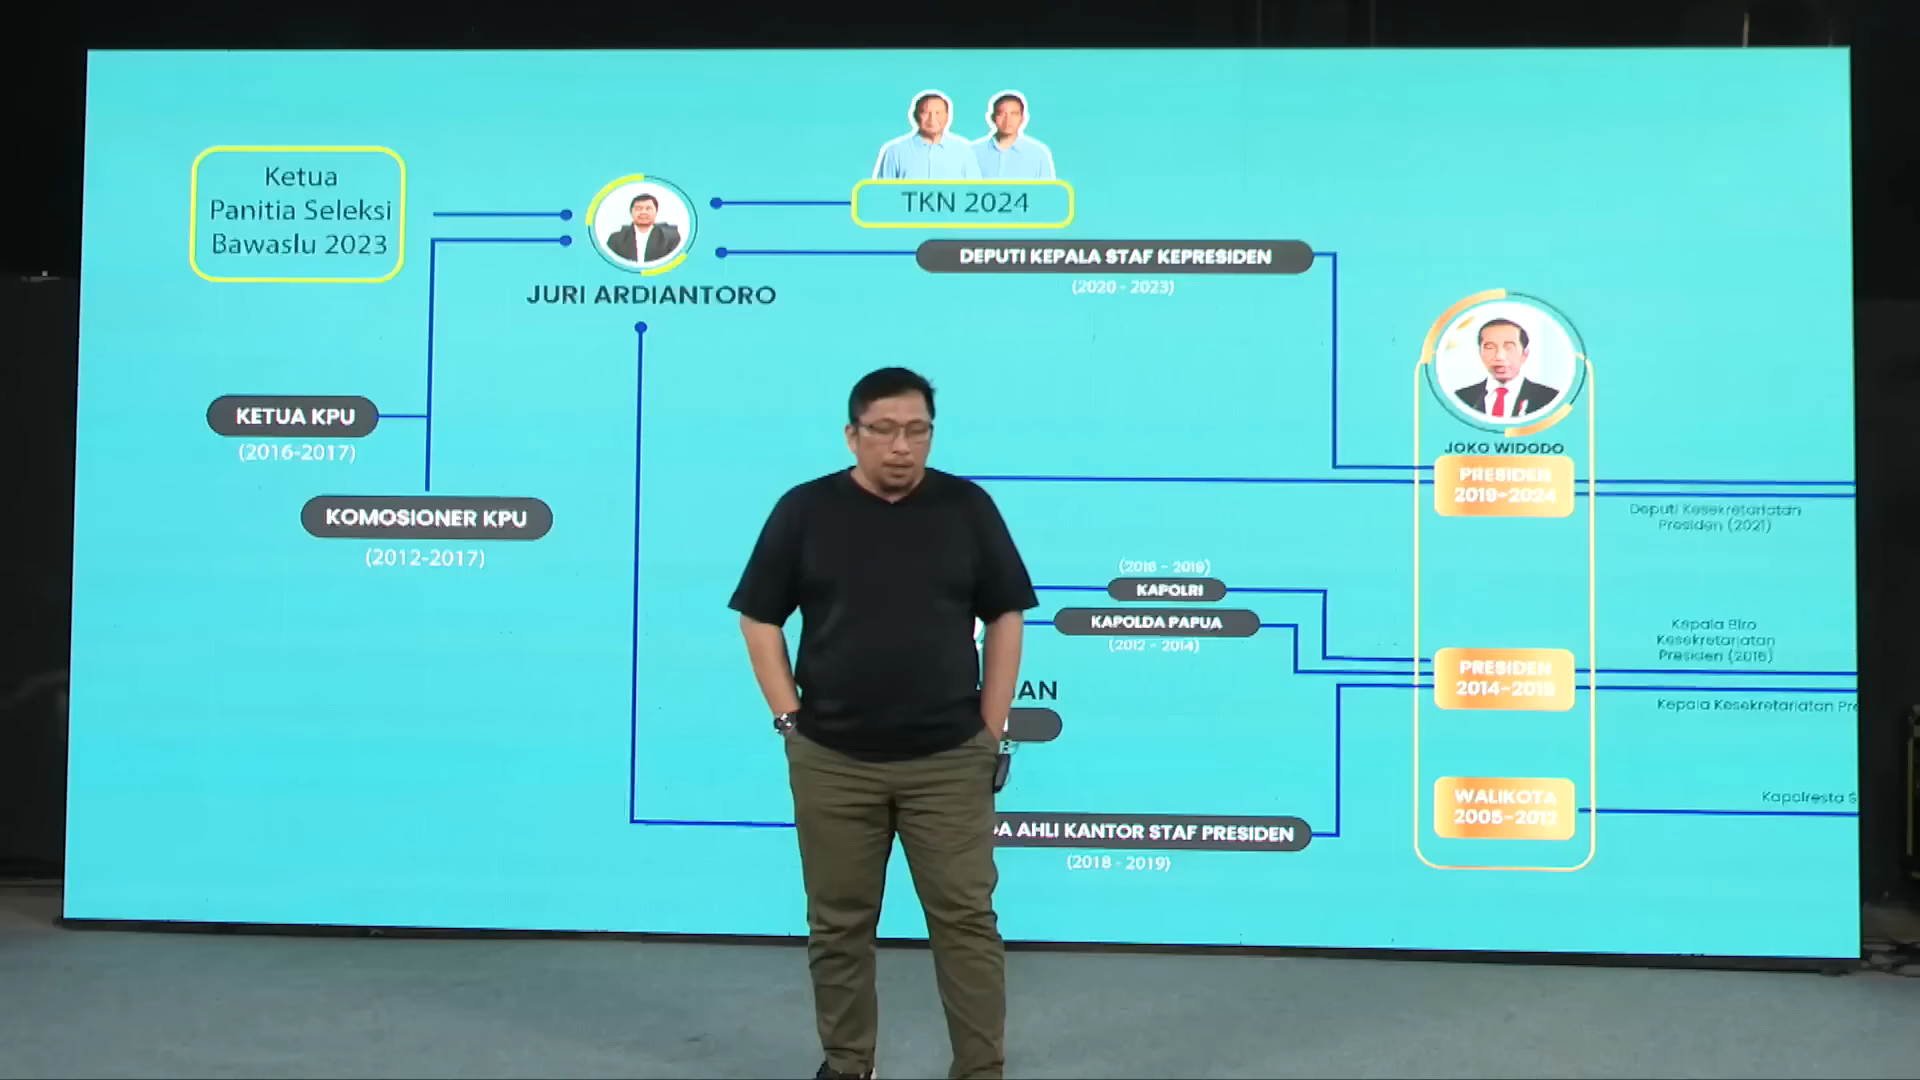 Ketua
Panitia Seleksi
Bawaslu 2023
TKN 2024
DEPUTI KEPALA STAF KEPRESIDEN
(2020 - 2023)
JURI ARDIANTORO
KETUA KPU
(2016-2017)
KOMOSIONER KPU
(2012-2017)
JOKO WIDODO
PRESIDEN
2019-2024
Deputi Kesekretariatan
Presiden (2021)
(2016 - 2019)
KAPOLRI
KAPOLDA PAPUA
(2012 - 2014)
Kepala Biro
Kesekretariatan
Presiden (2016)
PRESIDEN
2014-2019
Kepala Kesekretariatan Pre
AN
WALIKOTA
2005-2012
Kapolresta S
A AHLI KANTOR STAF PRESIDEN
(2018 - 2019)